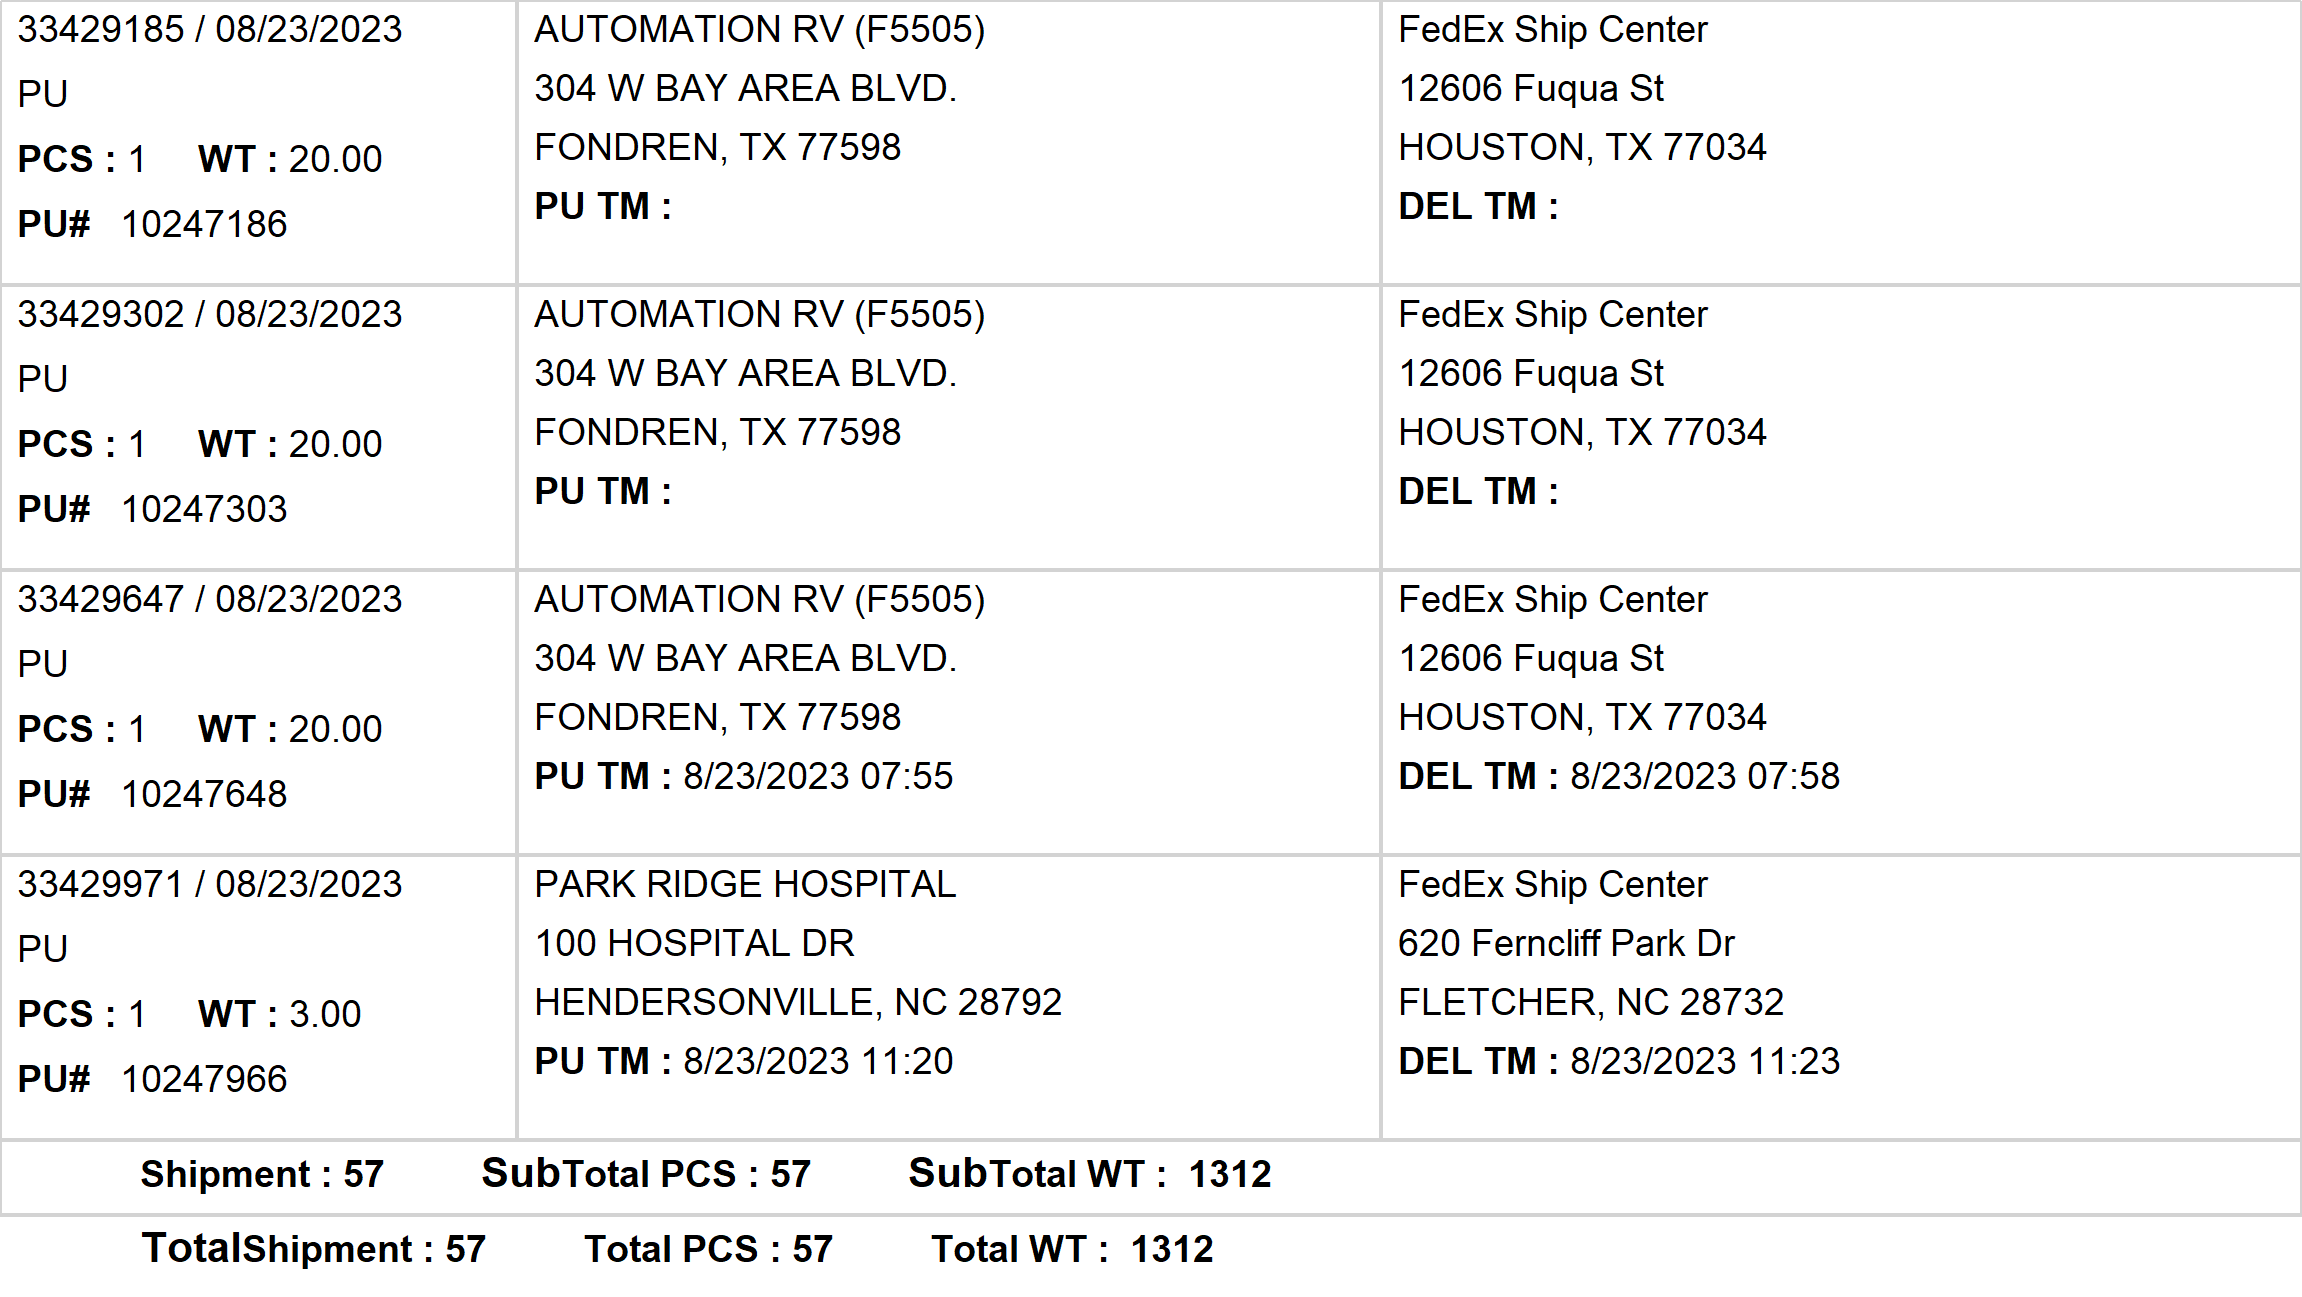 33429185 / 08/23/2023
PU
PCS : 1 WT : 20.00
PU# 10247186
AUTOMATION RV (F5505)
304 W BAY AREA BLVD.
FONDREN, TX 77598
PU TM :
FedEx Ship Center
12606 Fuqua St
HOUSTON, TX 77034
DEL TM :
33429302 / 08/23/2023
PU
PCS : 1 WT : 20.00
PU# 10247303
AUTOMATION RV (F5505)
304 W BAY AREA BLVD.
FONDREN, TX 77598
PU TM :
FedEx Ship Center
12606 Fuqua St
HOUSTON, TX 77034
DEL TM :
33429647 / 08/23/2023
PU
PCS : 1 WT : 20.00
PU# 10247648
AUTOMATION RV (F5505)
304 W BAY AREA BLVD.
FONDREN, TX 77598
PU TM : 8/23/2023 07:55
FedEx Ship Center
12606 Fuqua St
HOUSTON, TX 77034
DEL TM : 8/23/2023 07:58
33429971 / 08/23/2023
PU
PCS : 1 WT : 3.00
PU# 10247966
PARK RIDGE HOSPITAL
100 HOSPITAL DR
HENDERSONVILLE, NC 28792
PU TM : 8/23/2023 11:20
FedEx Ship Center
620 Ferncliff Park Dr
FLETCHER, NC 28732
DEL TM : 8/23/2023 11:23
Shipment : 57 SubTotal PCS : 57 SubTotal WT : 1312
TotalShipment : 57 Total PCS : 57 Total WT : 1312